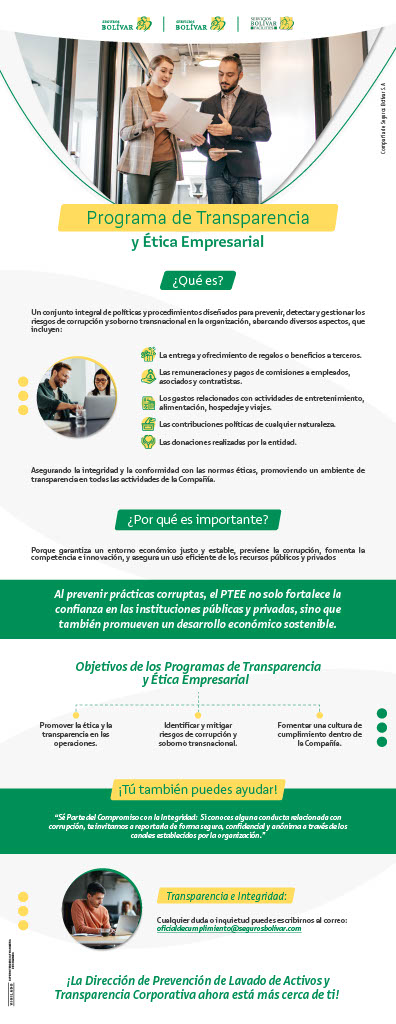 SERVICIOS
BOLÍVAR
SERVICIOS
BOLÍVAR
SERVICIOS
BOLÍVAR
FACILITIES
Compañía de Seguros Bolívar S.A
Programa de Transparencia
y Ética Empresarial
¿Qué es?
Un conjunto integral de políticas y procedimientos diseñados para prevenir, detectar y gestionar los
riesgos de corrupción y soborno transnacional en la organización, abarcando diversos aspectos, que
incluyen:
La entrega y ofrecimiento de regalos o beneficios a terceros.
Las remuneraciones y pagos de comisiones a empleados,
asociados y contratistas.
Los gastos relacionados con actividades de entretenimiento,
alimentación, hospedaje y viajes.
Las contribuciones políticas de cualquier naturaleza.
Las donaciones realizadas por la entidad.
Asegurando la integridad y la conformidad con las normas éticas, promoviendo un ambiente de
transparencia en todas las actividades de la Compañía.
¿Por qué es importante?
Porque garantiza un entorno económico justo y estable, previene la corrupción, fomenta la
competencia e innovación, y asegura un uso eficiente de los recursos públicos y privados
Al prevenir prácticas corruptas, el PTEE no solo fortalece la
confianza en las instituciones públicas y privadas, sino que
también promueven un desarrollo económico sostenible.
Objetivos de los Programas de Transparencia
y Ética Empresarial
Promover la ética y la
transparencia en las
operaciones.
Identificar y mitigar
riesgos de corrupción y
soborno transnacional.
Fomentar una cultura de
cumplimiento dentro de
la Compañía.
¡Tú también puedes ayudar!
"Sé Parte del Compromiso con la Integridad: Si conoces alguna conducta relacionada con
corrupción, te invitamos a reportarla de forma segura, confidencial y anónima a través de los
canales establecidos por la organización."
Transparencia e Integridad:
Cualquier duda o inquietud puedes escribirnos al correo:
oficialdecumplimiento@segurosbolivar.com
VIGILADO
¡La Dirección de Prevención de Lavado de Activos y
Transparencia Corporativa ahora está más cerca de ti!